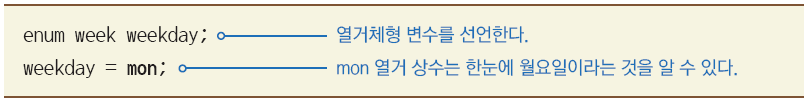 enum week weekday; 열거체형 변수를 선언한다.
weekday = mon; mon 열거 상수는 한눈에 월요일이라는 것을 알 수 있다.